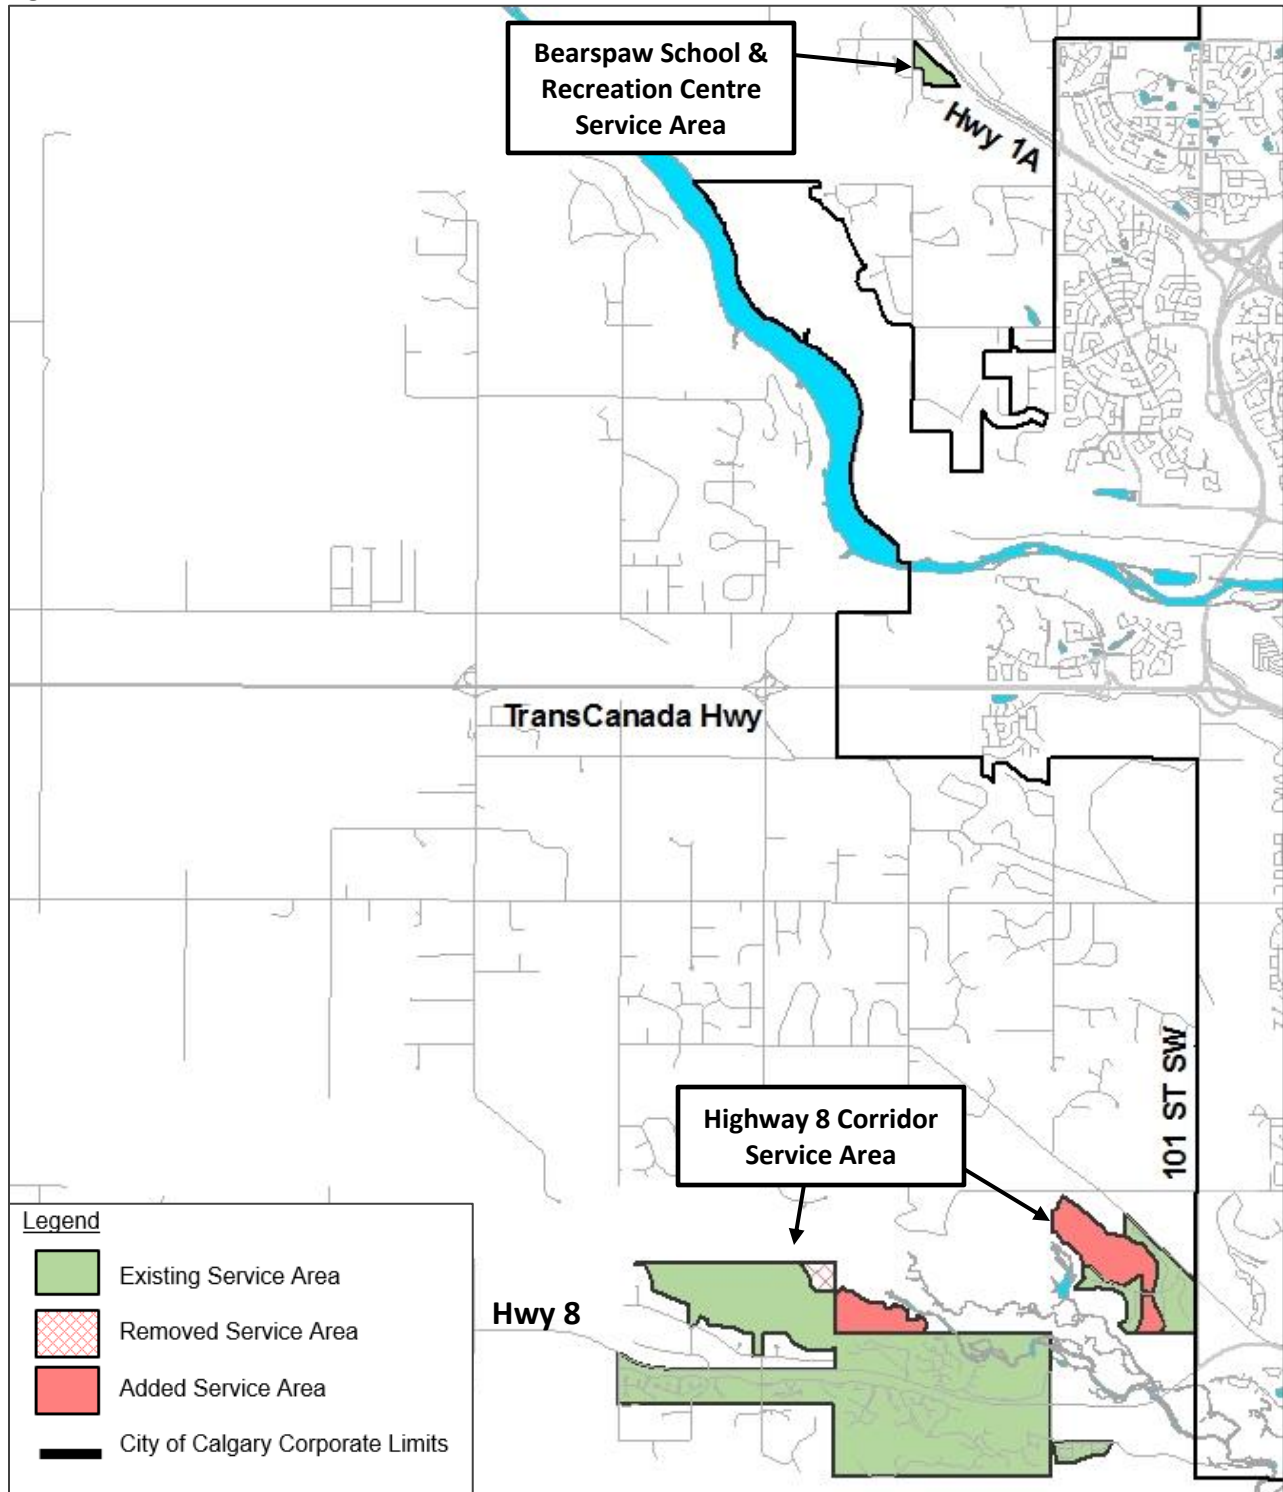 Bearspaw School &
Recreation Centre
Service Area
Hwy 1A
TransCanada Hwy
101 ST SW
Highway 8 Corridor
Service Area
Hwy 8
Legend
Existing Service Area
Removed Service Area
Added Service Area
City of Calgary Corporate Limits